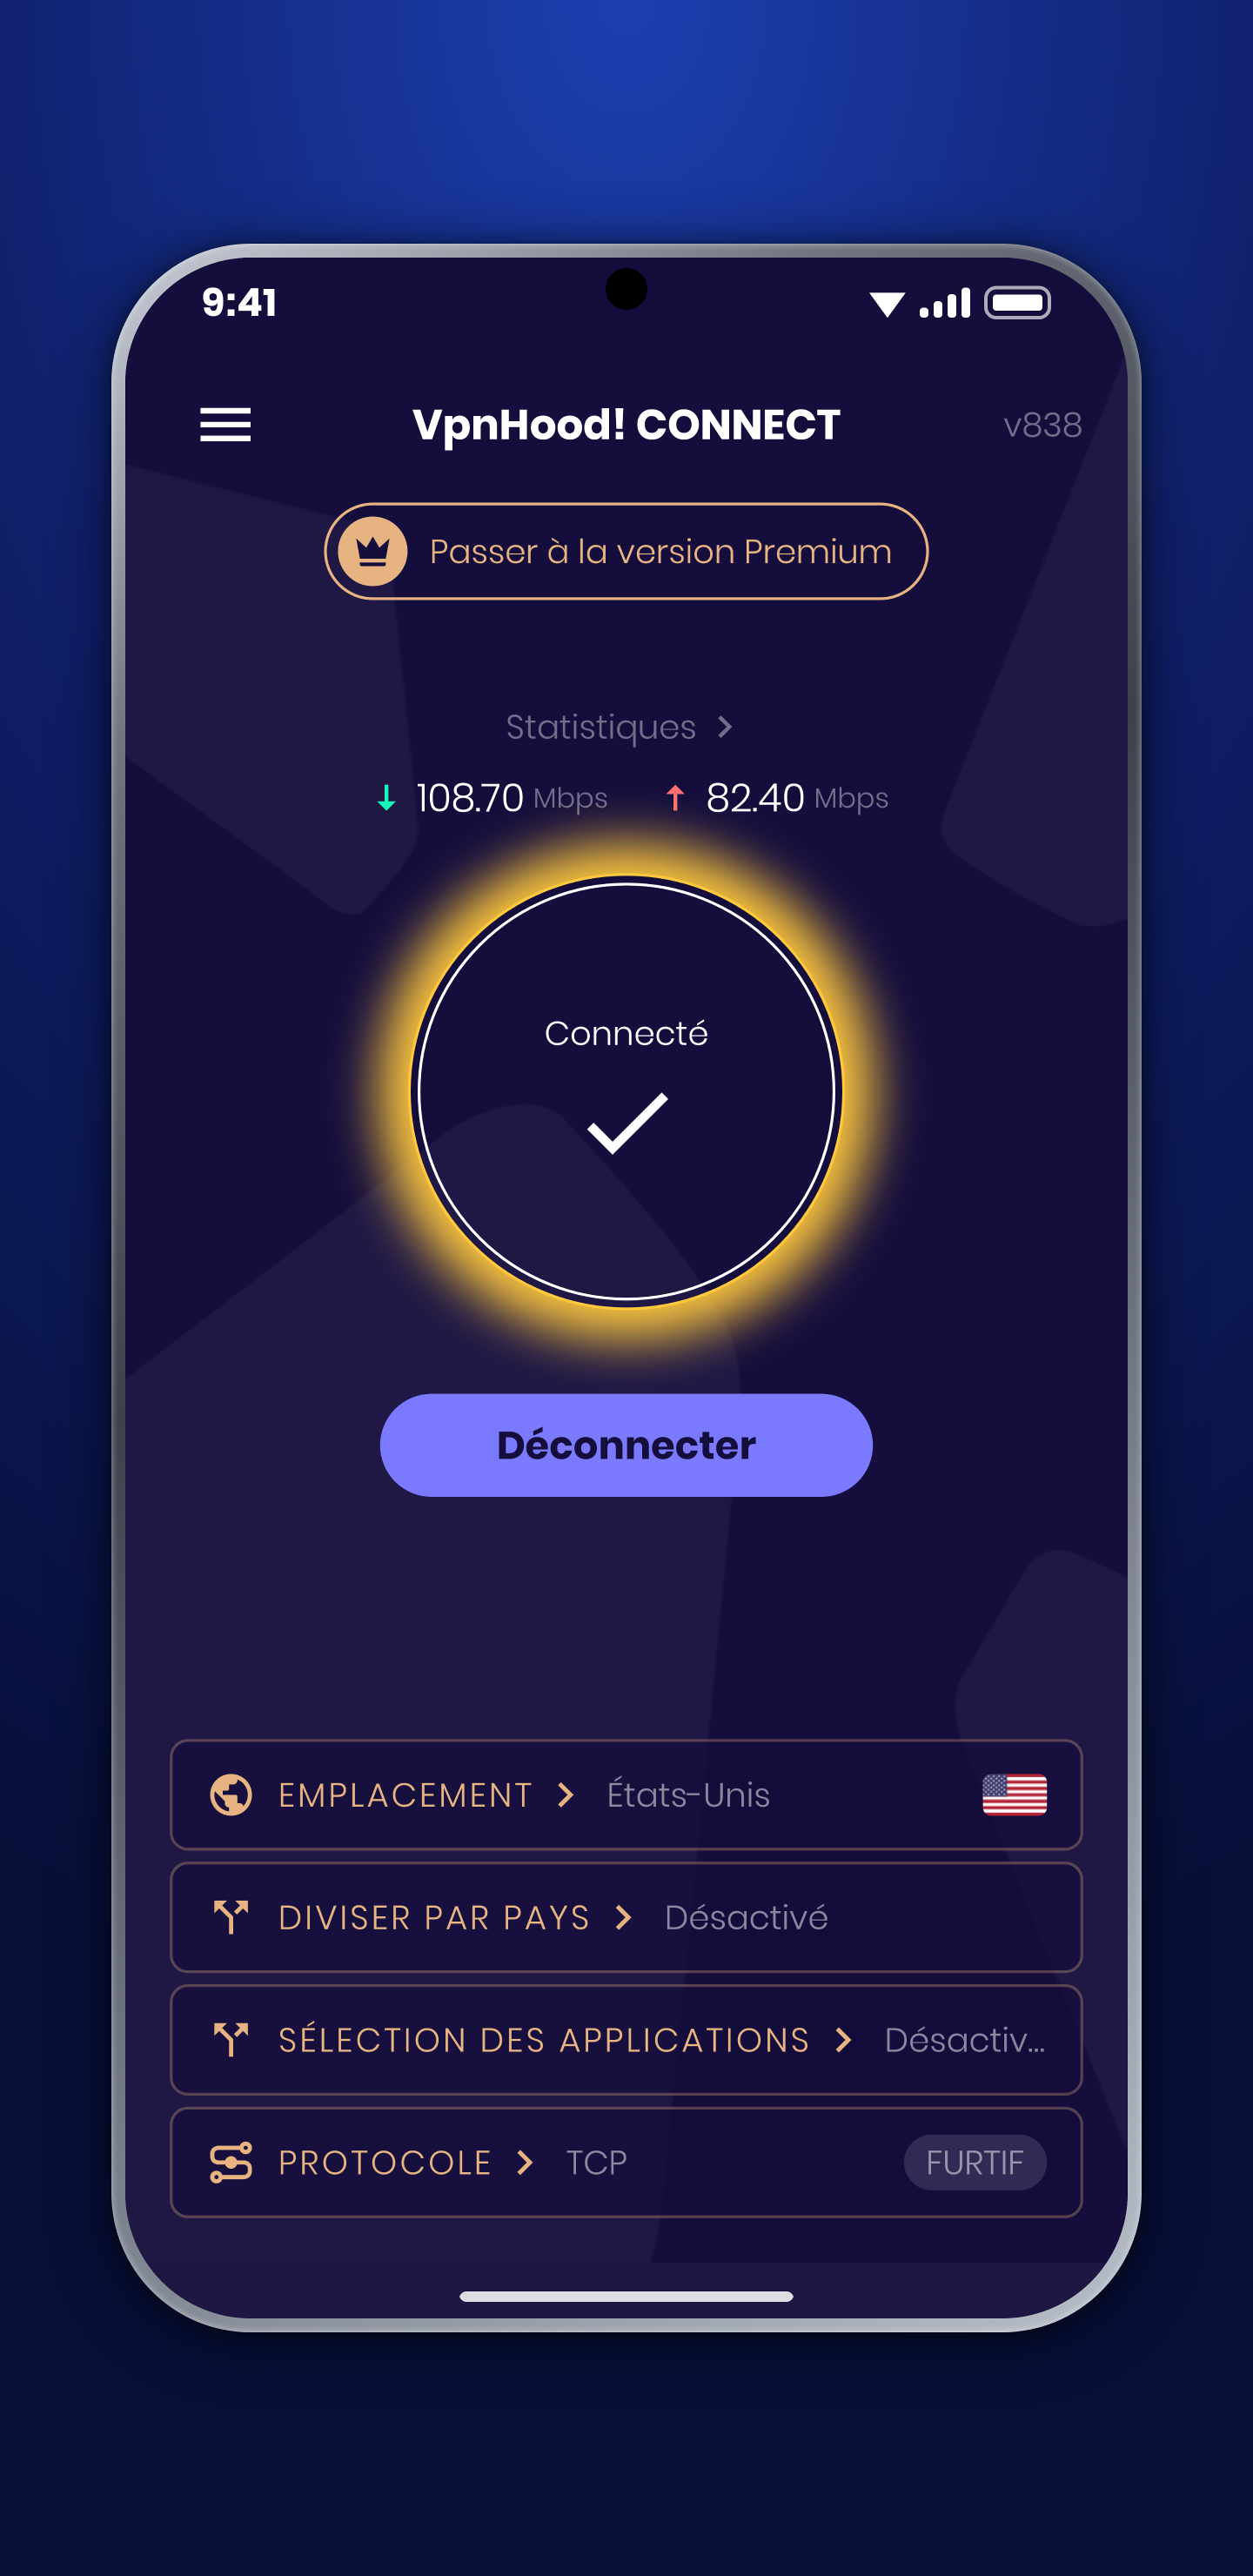 9:41
VpnHood! CONNECT v838
Passer à la version Premium
Statistiques
108.70 Mbps 82.40 Mbps
Connecté
Déconnecter
EMPLACEMENT États-Unis
DIVISER PAR PAYS Désactivé
SÉLECTION DES APPLICATIONS Désactiv...
PROTOCOLE TCP FURTIF